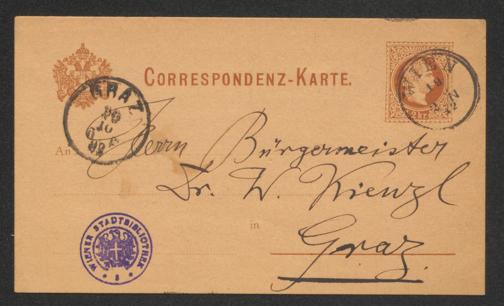 CORRESPONDENZ-KARTE.
WIEN
GRAZ
An Herrn Bürgermeister
Dr. W. Kienzl
in
Graz.
WIENER STADTBIBLIOTHEK